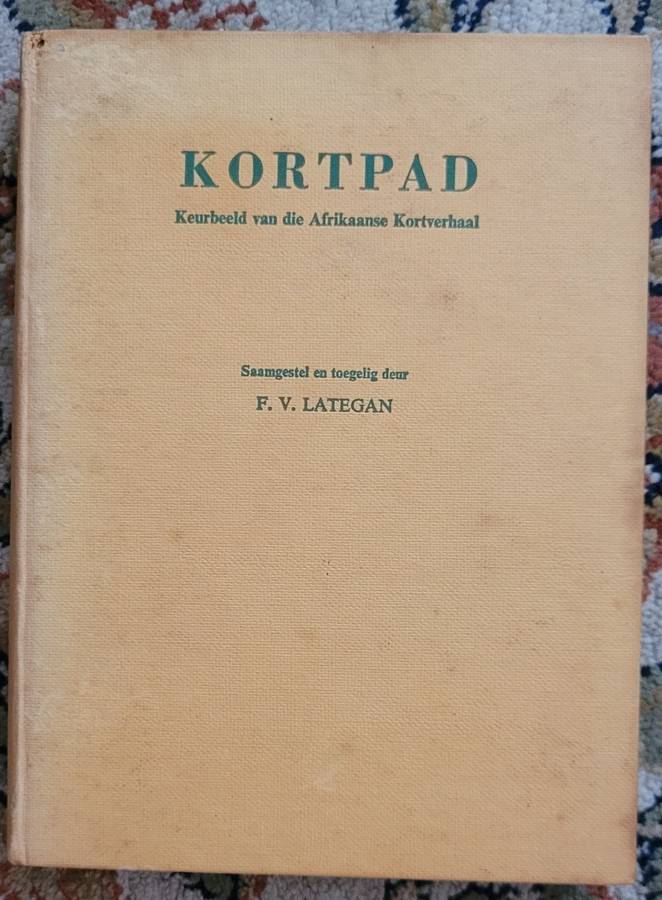 KORTPAD
Keurbeeld van die Afrikaanse Kortverhaal
Saamgestel en toegelig deur
F. V. LATEGAN